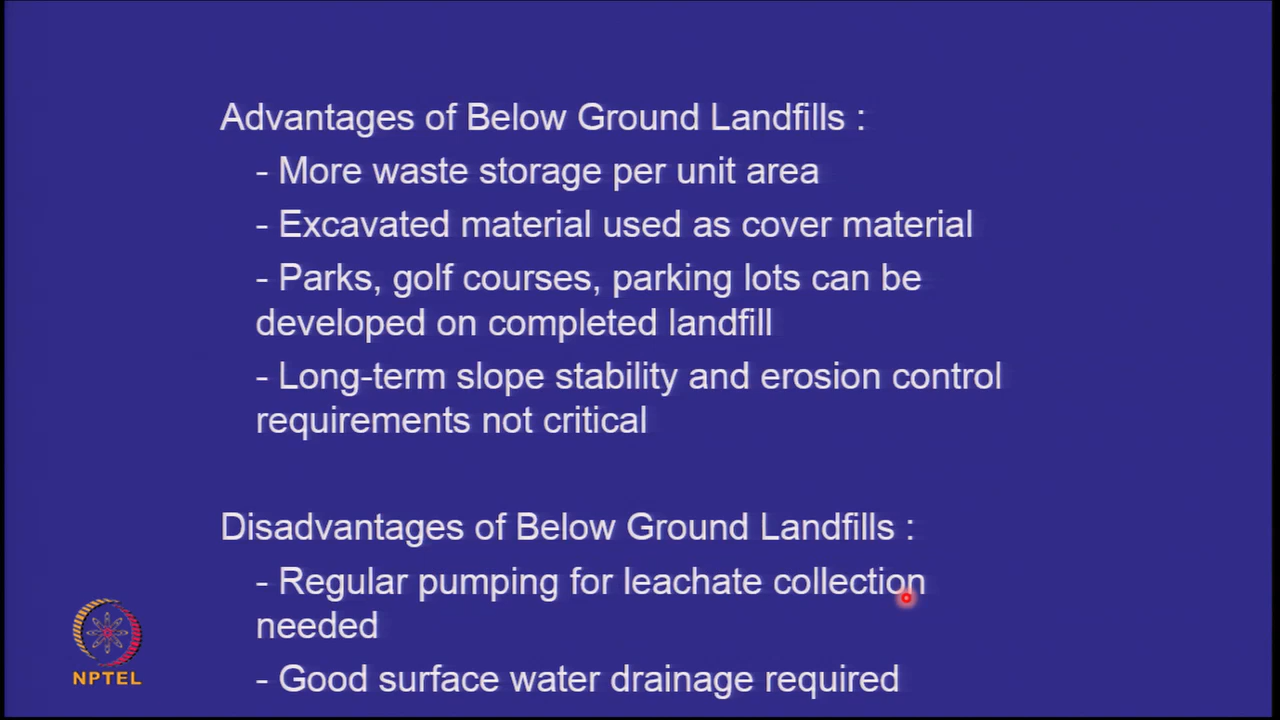 Advantages of Below Ground Landfills :
- More waste storage per unit area
- Excavated material used as cover material
- Parks, golf courses, parking lots can be
developed on completed landfill
- Long-term slope stability and erosion control
requirements not critical
Disadvantages of Below Ground Landfills :
- Regular pumping for leachate collection
needed
- Good surface water drainage required
NPTEL